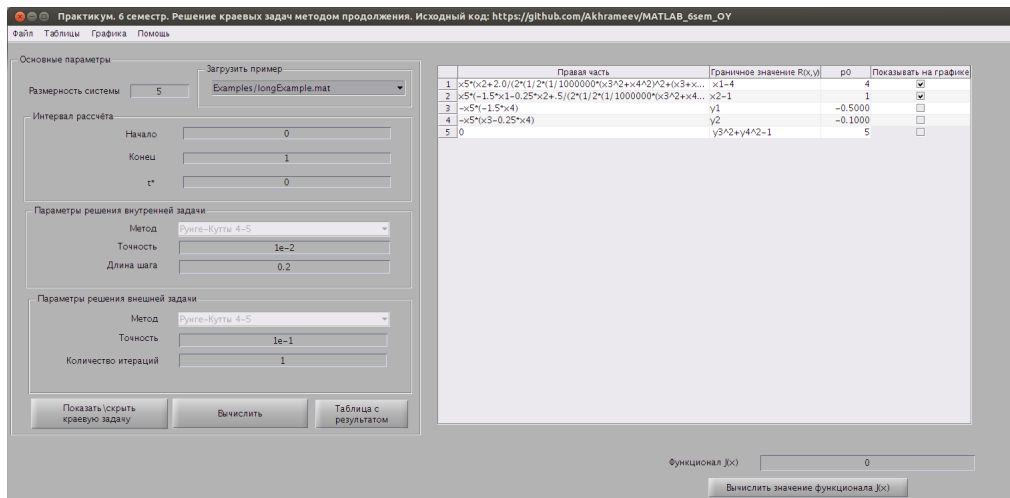 Практикум. 6 семестр. Решение краевых задач методом продолжения. Исходный код: https://github.com/Akhrameev/MATLAB_6sem_OY
Файл Таблицы Графика Помощь
Основные параметры
Размерность системы 5
Загрузить пример
Examples/longExample.mat
Интервал рассчёта
Начало 0
Конец 1
t* 0
Параметры решения внутренней задачи
Метод Рунге-Кутты 4-5
Точность 1e-2
Длина шага 0.2
Параметры решения внешней задачи
Метод Рунге-Кутты 4-5
Точность 1e-1
Количество итераций 1
Показать\скрыть
краевую задачу
Вычислить
Таблица с
результатом
Правая часть Граничное значение R(x,y) p0 Показывать на графике
1 x5*(x2+2.0/(2*(1/2*(1/1000000*(x3^2+x4^2)^2+(x3+x... x1-4 4
2 x5*(-1.5*x1-0.25*x2+.5/(2*(1/2*(1/1000000*(x3^2+x4... x2-1 1
3 -x5*(-1.5*x4) y1 -0.5000
4 -x5*(x3-0.25*x4) y2 -0.1000
5 0 y3^2+y4^2-1 5
Функционал J(x) 0
Вычислить значение функционала J(x)